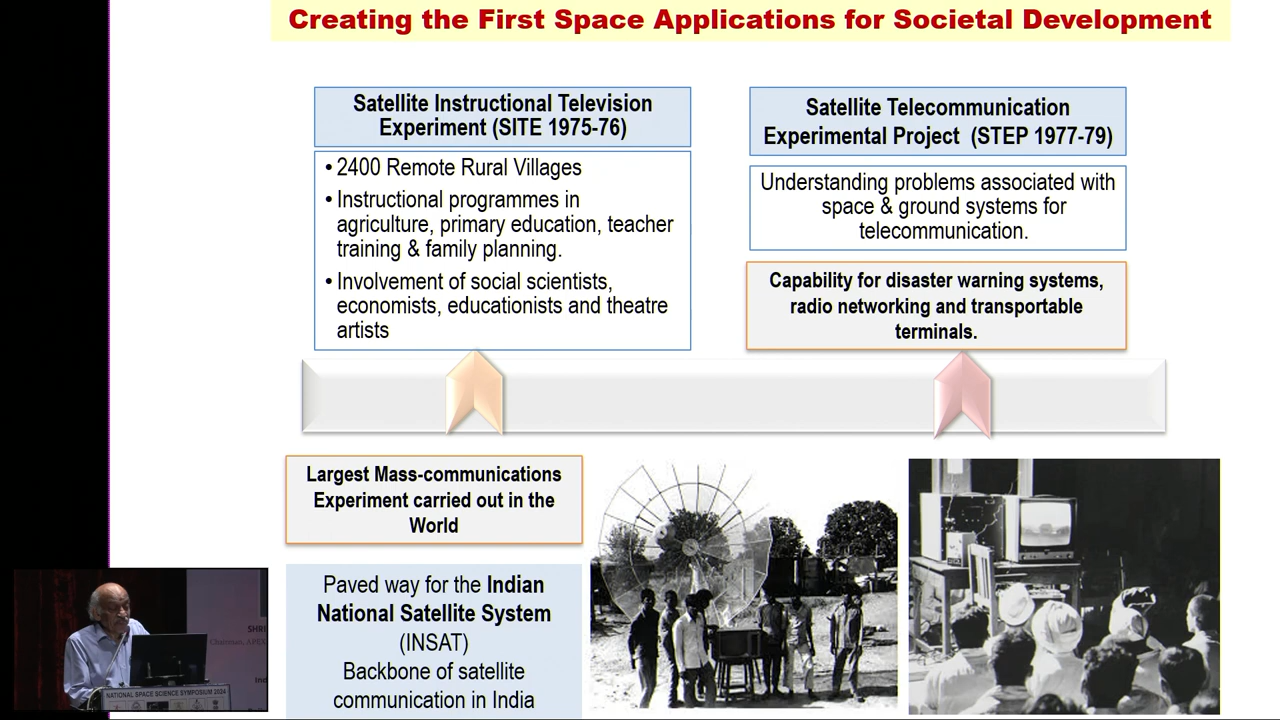 Creating the First Space Applications for Societal Development
Satellite Instructional Television
Experiment (SITE 1975-76)
• 2400 Remote Rural Villages
• Instructional programmes in
agriculture, primary education, teacher
training & family planning.
• Involvement of social scientists,
economists, educationists and theatre
artists
Satellite Telecommunication
Experimental Project (STEP 1977-79)
Understanding problems associated with
space & ground systems for
telecommunication.
Capability for disaster warning systems,
radio networking and transportable
terminals.
Largest Mass-communications
Experiment carried out in the
World
Paved way for the Indian
National Satellite System
(INSAT)
Backbone of satellite
communication in India
SHRI
Chairman, APEX
NATIONAL SPACE SCIENCE SYMPOSIUM 2024